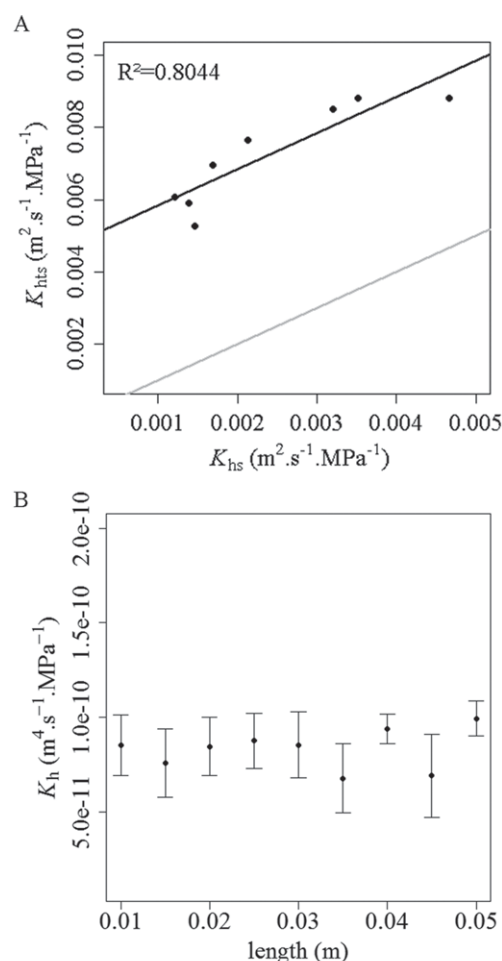 A
R²=0.8044
0.010
0.008
0.006
0.004
0.002
Khts (m².s⁻¹.MPa⁻¹)
0.001 0.002 0.003 0.004 0.005
Khs (m².s⁻¹.MPa⁻¹)
B
2.0e-10
1.5e-10
1.0e-10
5.0e-11
Kh (m⁴.s⁻¹.MPa⁻¹)
0.01 0.02 0.03 0.04 0.05
length (m)